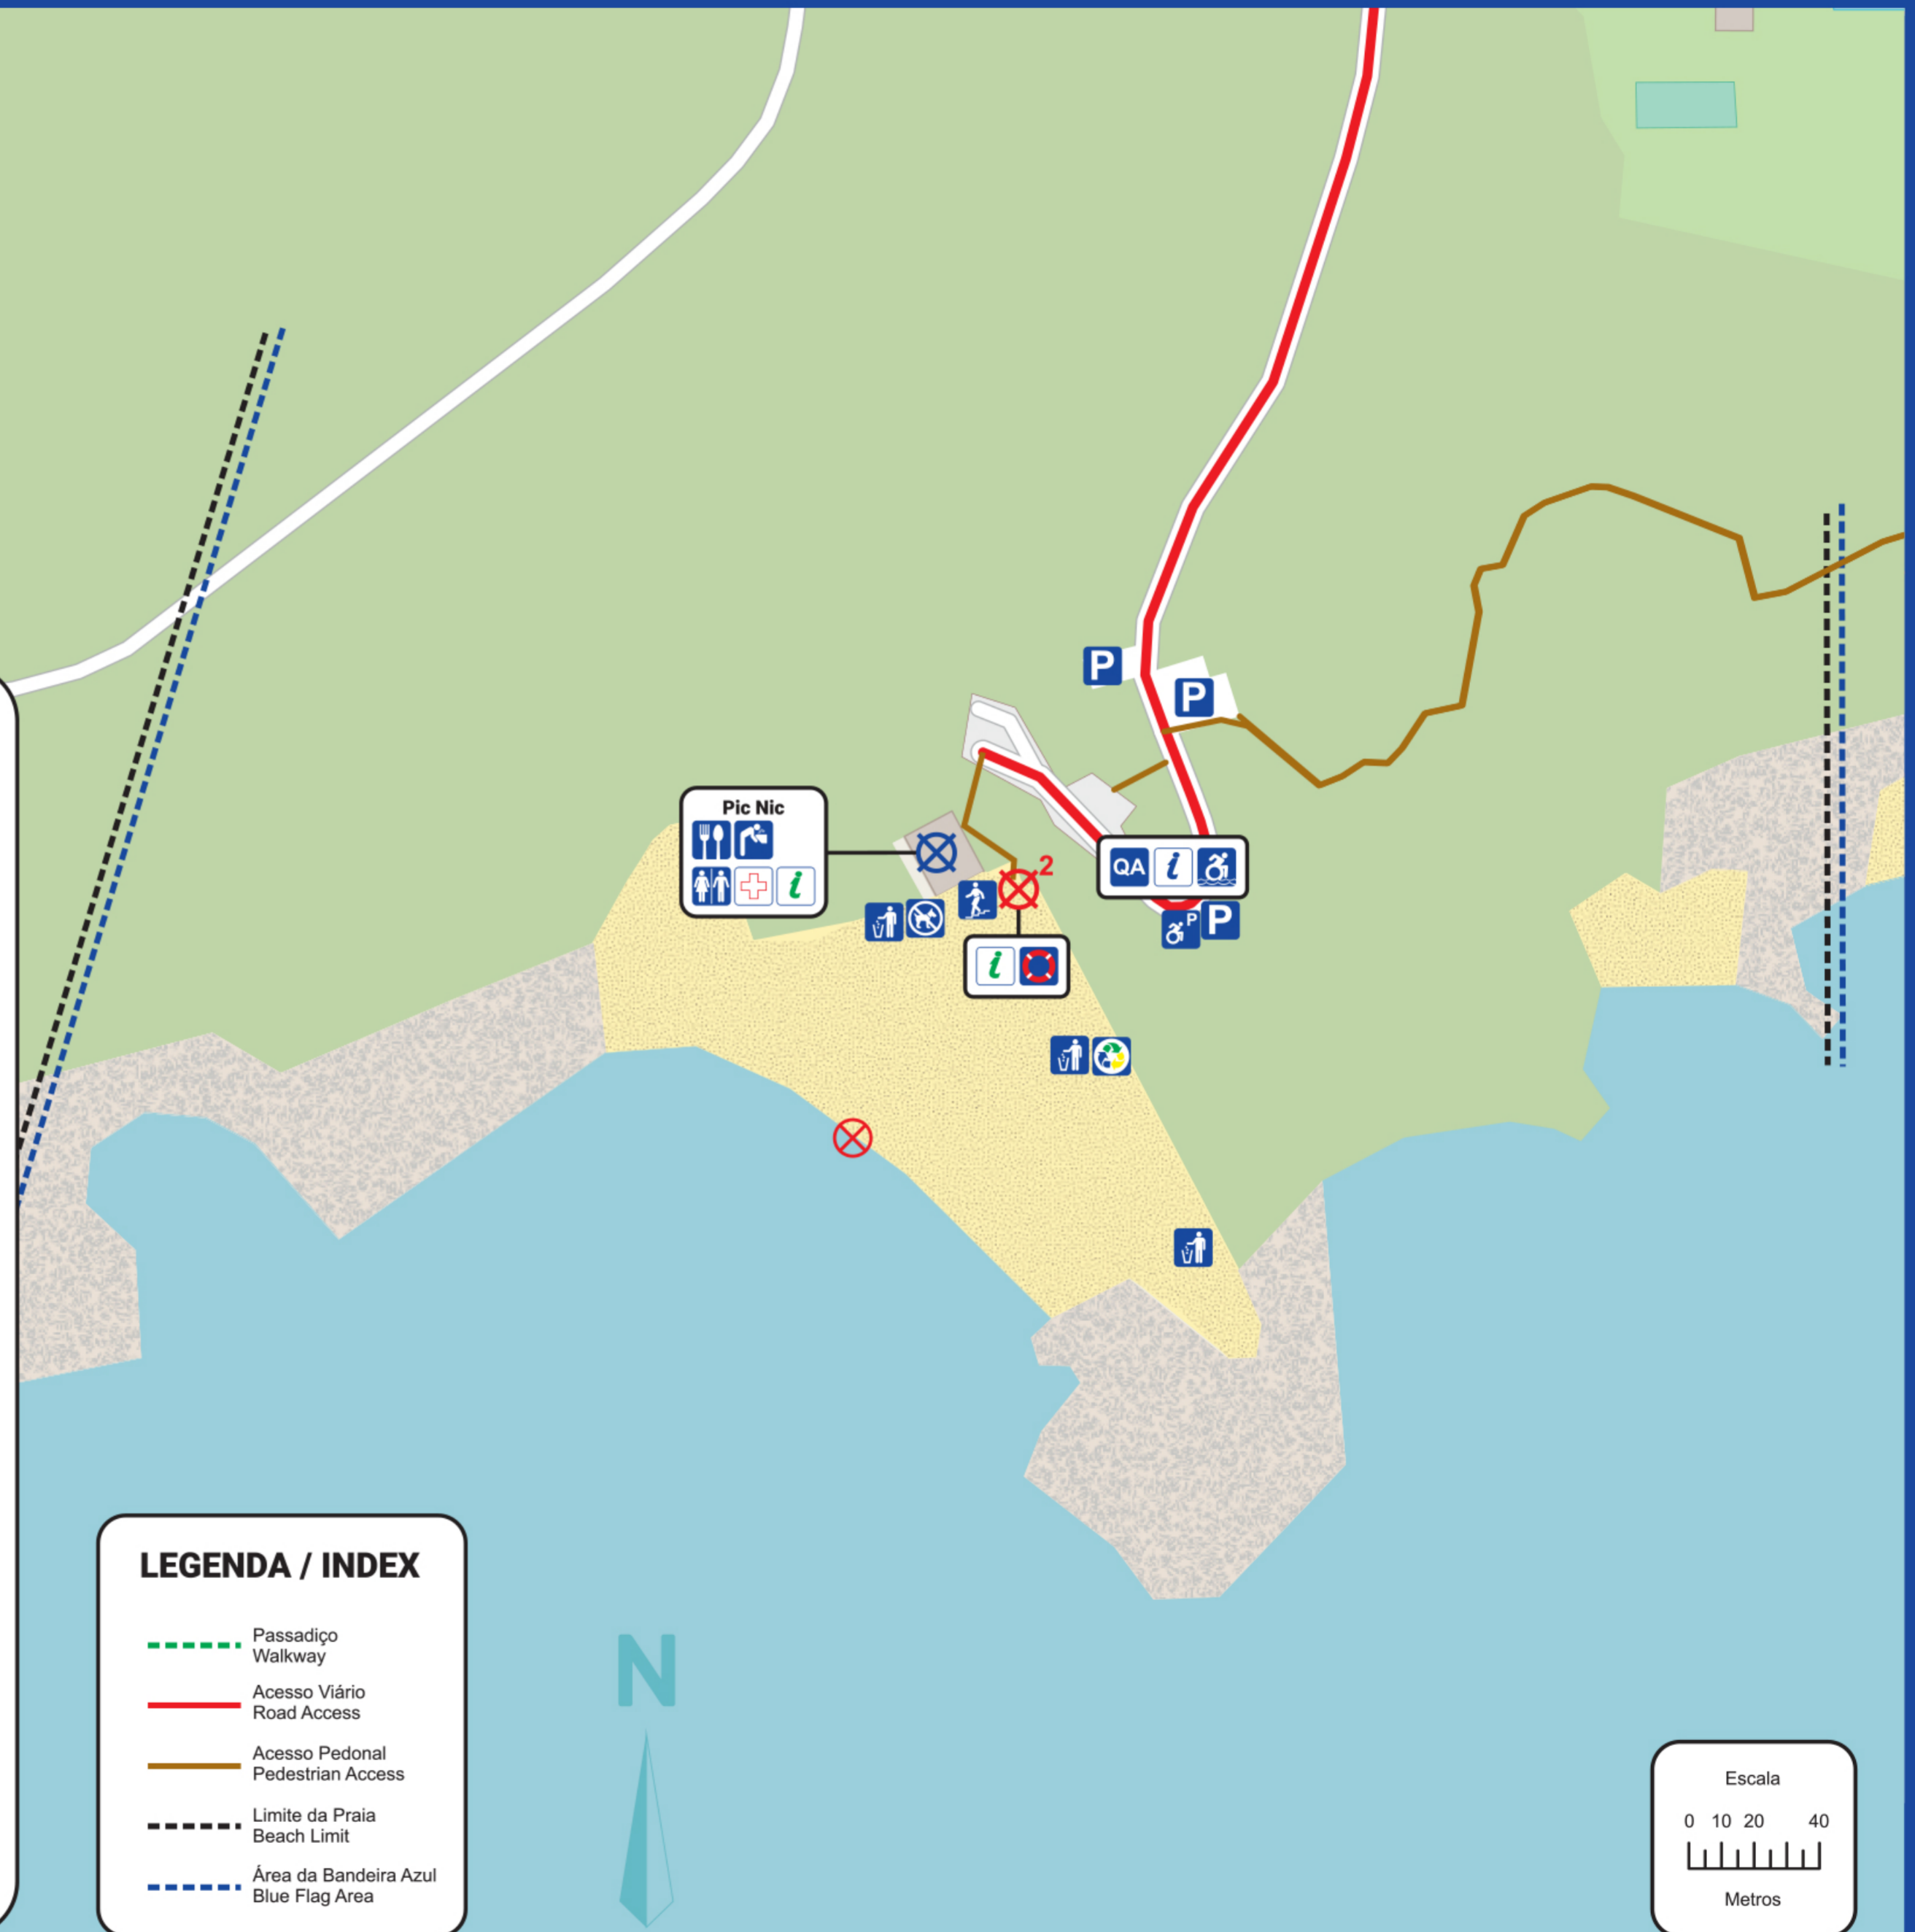 P
P
Pic Nic
i
2
QA
i
P
P
i
LEGENDA / INDEX
Passadiço
Walkway
Acesso Viário
Road Access
Acesso Pedonal
Pedestrian Access
Limite da Praia
Beach Limit
Área da Bandeira Azul
Blue Flag Area
N
Escala
0 10 20 40
Metros